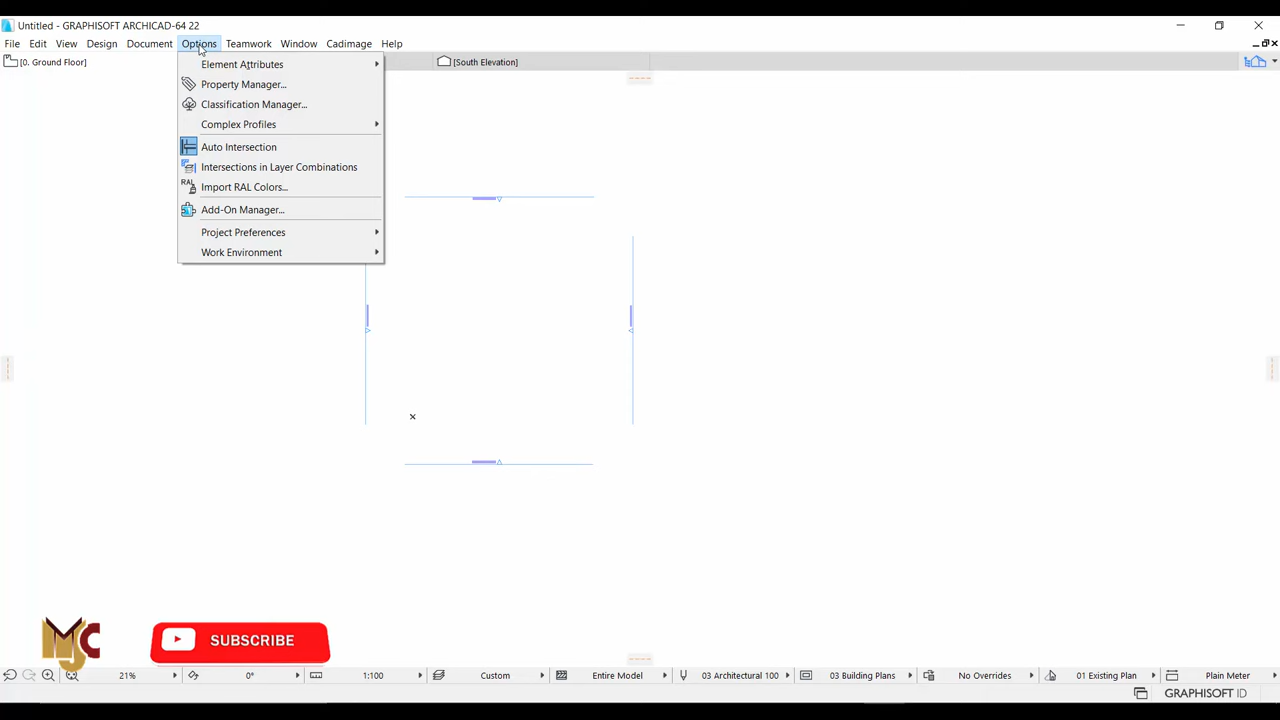 Untitled - GRAPHISOFT ARCHICAD-64 22
File Edit View Design Document Options Teamwork Window Cadimage Help
[0. Ground Floor]
[South Elevation]
Element Attributes
Property Manager...
Classification Manager...
Complex Profiles
Auto Intersection
Intersections in Layer Combinations
RAL Import RAL Colors...
Add-On Manager...
Project Preferences
Work Environment
MJC
SUBSCRIBE
21% 0° 1:100 Custom Entire Model 03 Architectural 100 03 Building Plans No Overrides 01 Existing Plan Plain Meter
GRAPHISOFT ID